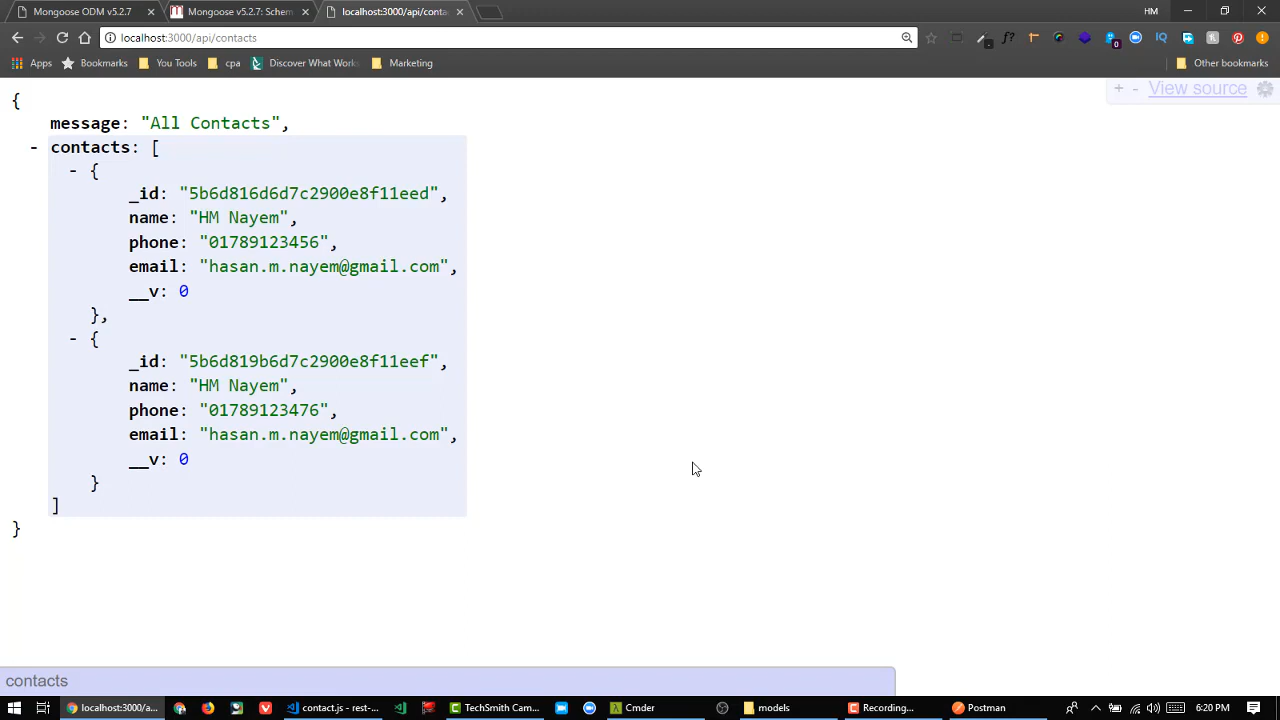 Mongoose ODM v5.2.7
Mongoose v5.2.7: Schem
localhost:3000/api/conta
HM
localhost:3000/api/contacts
Apps
Bookmarks
You Tools
cpa
Discover What Works
Marketing
Other bookmarks
+ - View source
{
message: "All Contacts",
- contacts: [
- {
_id: "5b6d816d6d7c2900e8f11eed",
name: "HM Nayem",
phone: "01789123456",
email: "hasan.m.nayem@gmail.com",
__v: 0
},
- {
_id: "5b6d819b6d7c2900e8f11eef",
name: "HM Nayem",
phone: "01789123476",
email: "hasan.m.nayem@gmail.com",
__v: 0
}
]
}
contacts
localhost:3000/a...
contact.js - rest-...
TechSmith Cam...
Cmder
models
Recording...
Postman
6:20 PM